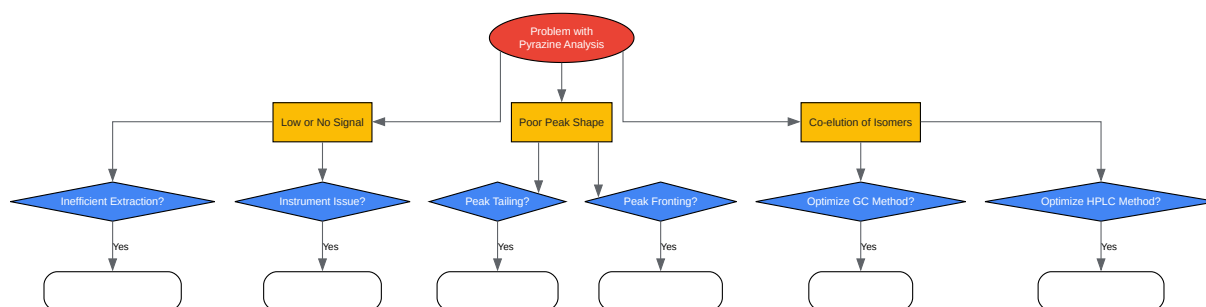 Problem with
Pyrazine Analysis
Low or No Signal
Poor Peak Shape
Co-elution of Isomers
Inefficient Extraction?
Instrument Issue?
Peak Tailing?
Peak Fronting?
Optimize GC Method?
Optimize HPLC Method?
Yes
Yes
Yes
Yes
Yes
Yes